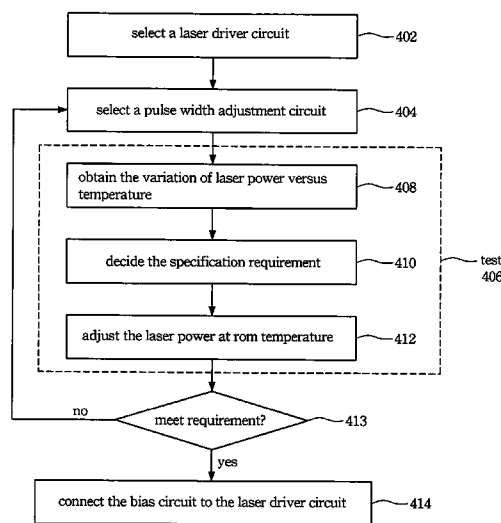 select a laser driver circuit
402
select a pulse width adjustment circuit
404
obtain the variation of laser power versus
temperature
408
decide the specification requirement
410
test
406
adjust the laser power at rom temperature
412
meet requirement?
413
no
yes
connect the bias circuit to the laser driver circuit
414